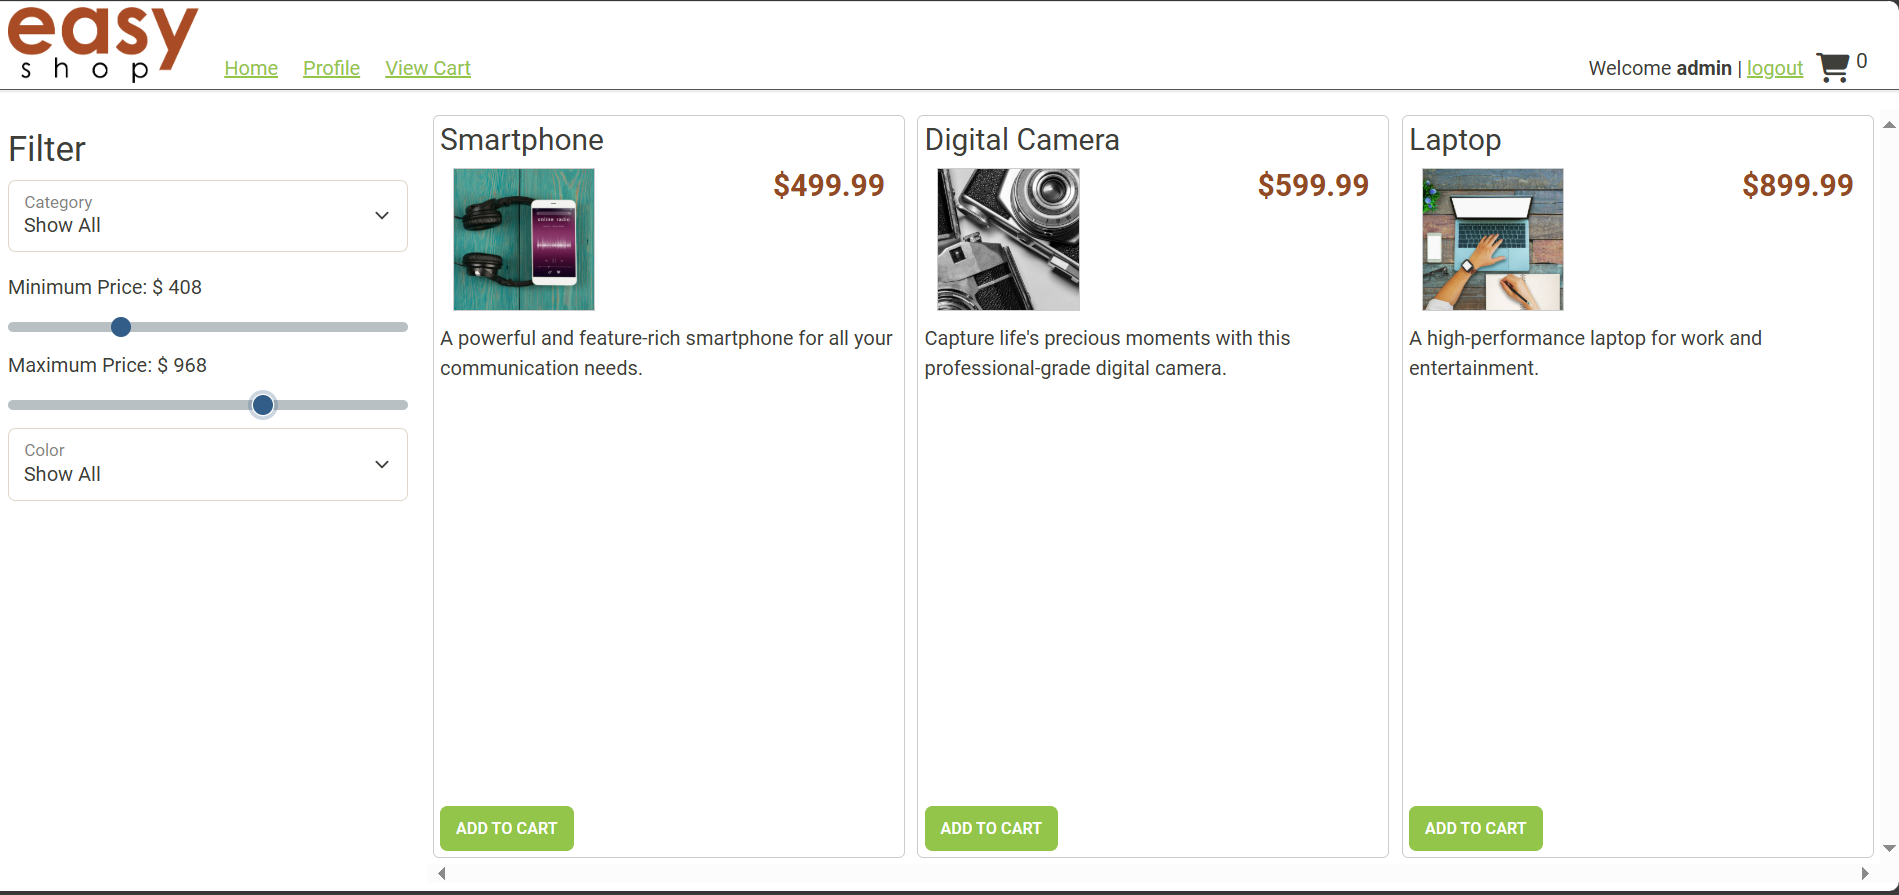 easy
shop
Home Profile View Cart
Welcome admin | logout 0
Filter
Category
Show All
Minimum Price: $ 408
Maximum Price: $ 968
Color
Show All
Smartphone
$499.99
online radio
A powerful and feature-rich smartphone for all your
communication needs.
ADD TO CART
Digital Camera
$599.99
Capture life's precious moments with this
professional-grade digital camera.
ADD TO CART
Laptop
$899.99
A high-performance laptop for work and
entertainment.
ADD TO CART